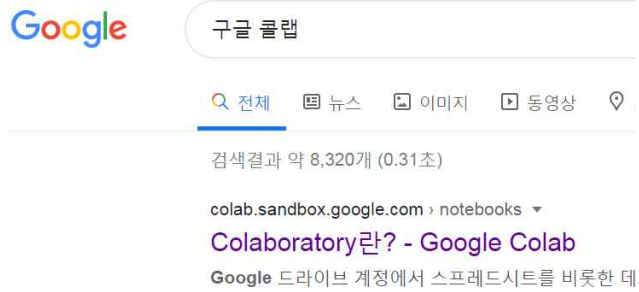 Google
구글 콜랩
전체 뉴스 이미지 동영상
검색결과 약 8,320개 (0.31초)
colab.sandbox.google.com › notebooks
Colaboratory란? - Google Colab
Google 드라이브 계정에서 스프레드시트를 비롯한 데